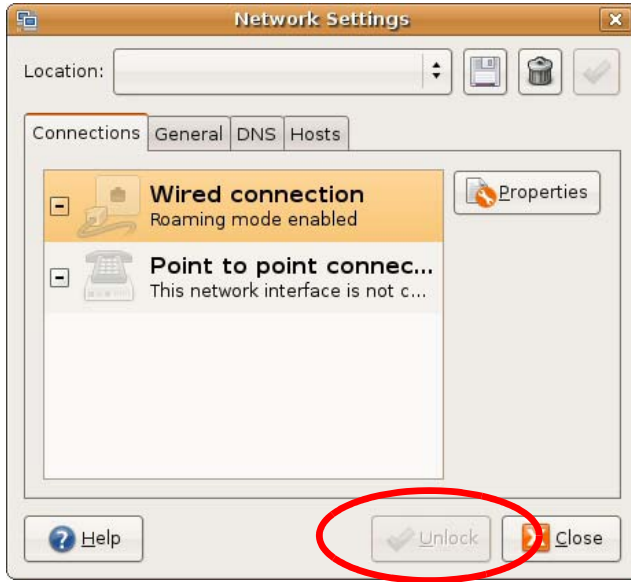 Network Settings
Location:
Connections General DNS Hosts
Wired connection
Roaming mode enabled
Properties
Point to point connec...
This network interface is not c...
Help Unlock Close